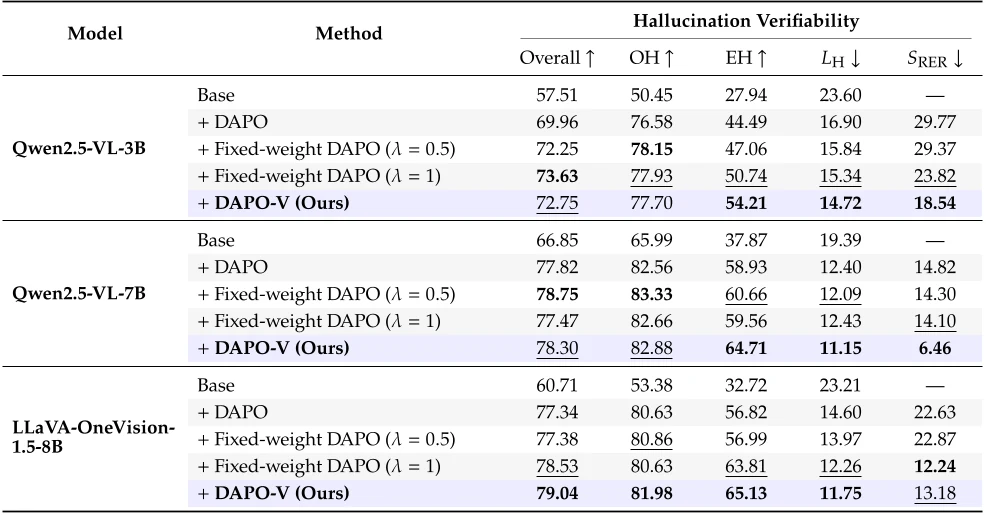 Model Method Hallucination Verifiability
Overall ↑ OH ↑ EH ↑ L_H ↓ S_RER ↓
Qwen2.5-VL-3B
Base 57.51 50.45 27.94 23.60 —
+ DAPO 69.96 76.58 44.49 16.90 29.77
+ Fixed-weight DAPO (λ = 0.5) 72.25 78.15 47.06 15.84 29.37
+ Fixed-weight DAPO (λ = 1) 73.63 77.93 50.74 15.34 23.82
+ DAPO-V (Ours) 72.75 77.70 54.21 14.72 18.54
Qwen2.5-VL-7B
Base 66.85 65.99 37.87 19.39 —
+ DAPO 77.82 82.56 58.93 12.40 14.82
+ Fixed-weight DAPO (λ = 0.5) 78.75 83.33 60.66 12.09 14.30
+ Fixed-weight DAPO (λ = 1) 77.47 82.66 59.56 12.43 14.10
+ DAPO-V (Ours) 78.30 82.88 64.71 11.15 6.46
LLaVA-OneVision-
1.5-8B
Base 60.71 53.38 32.72 23.21 —
+ DAPO 77.34 80.63 56.82 14.60 22.63
+ Fixed-weight DAPO (λ = 0.5) 77.38 80.86 56.99 13.97 22.87
+ Fixed-weight DAPO (λ = 1) 78.53 80.63 63.81 12.26 12.24
+ DAPO-V (Ours) 79.04 81.98 65.13 11.75 13.18